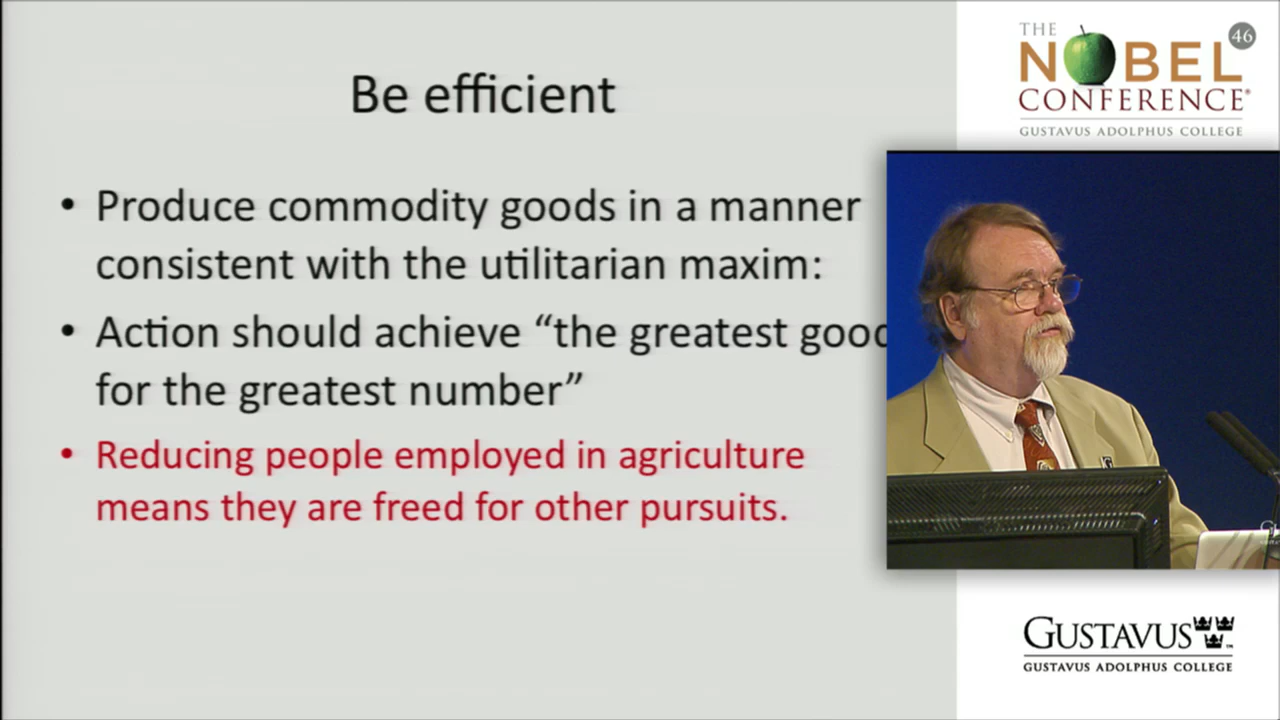 Be efficient
• Produce commodity goods in a manner
consistent with the utilitarian maxim:
• Action should achieve “the greatest good
for the greatest number”
• Reducing people employed in agriculture
means they are freed for other pursuits.
THE
46
NOBEL
CONFERENCE®
GUSTAVUS ADOLPHUS COLLEGE
GUSTAVUS™
GUSTAVUS ADOLPHUS COLLEGE